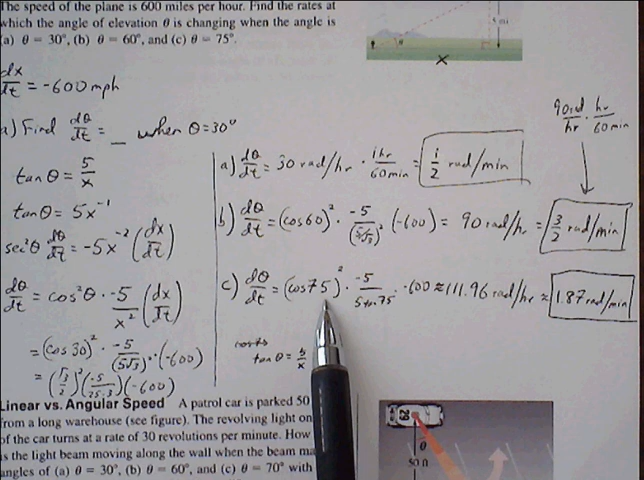 The speed of the plane is 600 miles per hour. Find the rates at
which the angle of elevation θ is changing when the angle is
(a) θ = 30°, (b) θ = 60°, and (c) θ = 75°.
θ
5 mi
x
dx/dt = -600 mph
a) Find dθ/dt = _ when θ=30°
tan θ = 5/x
tan θ = 5x^-1
sec²θ dθ/dt = -5x^-2 (dx/dt)
dθ/dt = cos²θ · -5/x² (dx/dt)
= (cos 30)² · -5/(5√3)² · (-600)
= (√3/2)² (-5/25·3)(-600)
90 rad/hr · hr/60min
a) dθ/dt = 30 rad/hr · 1hr/60min = 1/2 rad/min
b) dθ/dt = (cos 60)² · -5/(5/√3)² (-600) = 90 rad/hr = 3/2 rad/min
c) dθ/dt = (cos 75)² · -5/5tan75 · -600 ≈ 111.96 rad/hr ≈ 1.87 rad/min
tan θ = 5/x
Linear vs. Angular Speed A patrol car is parked 50
from a long warehouse (see figure). The revolving light on
of the car turns at a rate of 30 revolutions per minute. How
is the light beam moving along the wall when the beam ma
angles of (a) θ = 30°, (b) θ = 60°, and (c) θ = 70° with
29
θ
50 ft